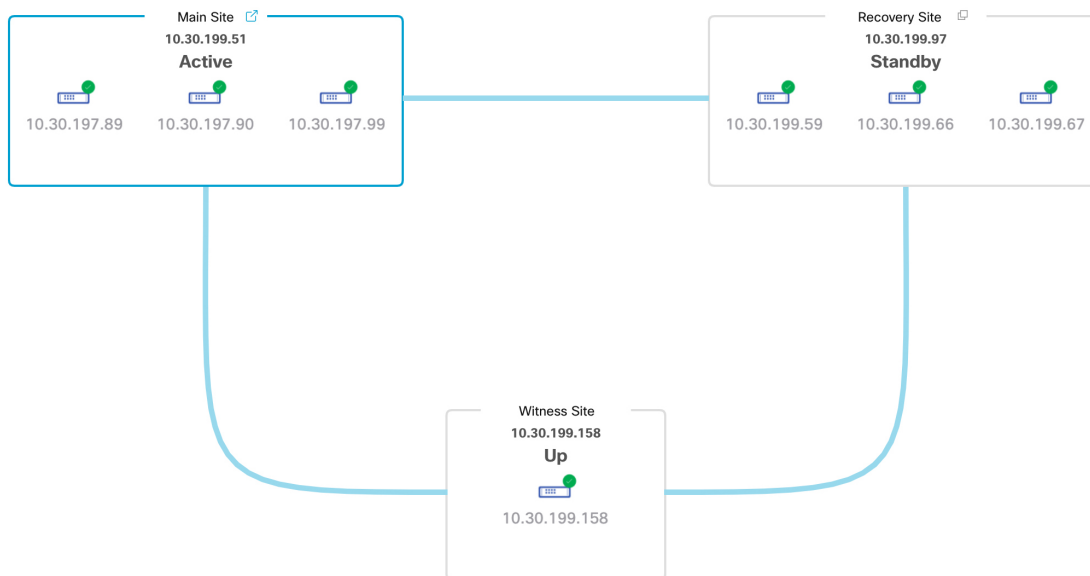 Main Site
10.30.199.51
Active
10.30.197.89 10.30.197.90 10.30.197.99
Recovery Site
10.30.199.97
Standby
10.30.199.59 10.30.199.66 10.30.199.67
Witness Site
10.30.199.158
Up
10.30.199.158